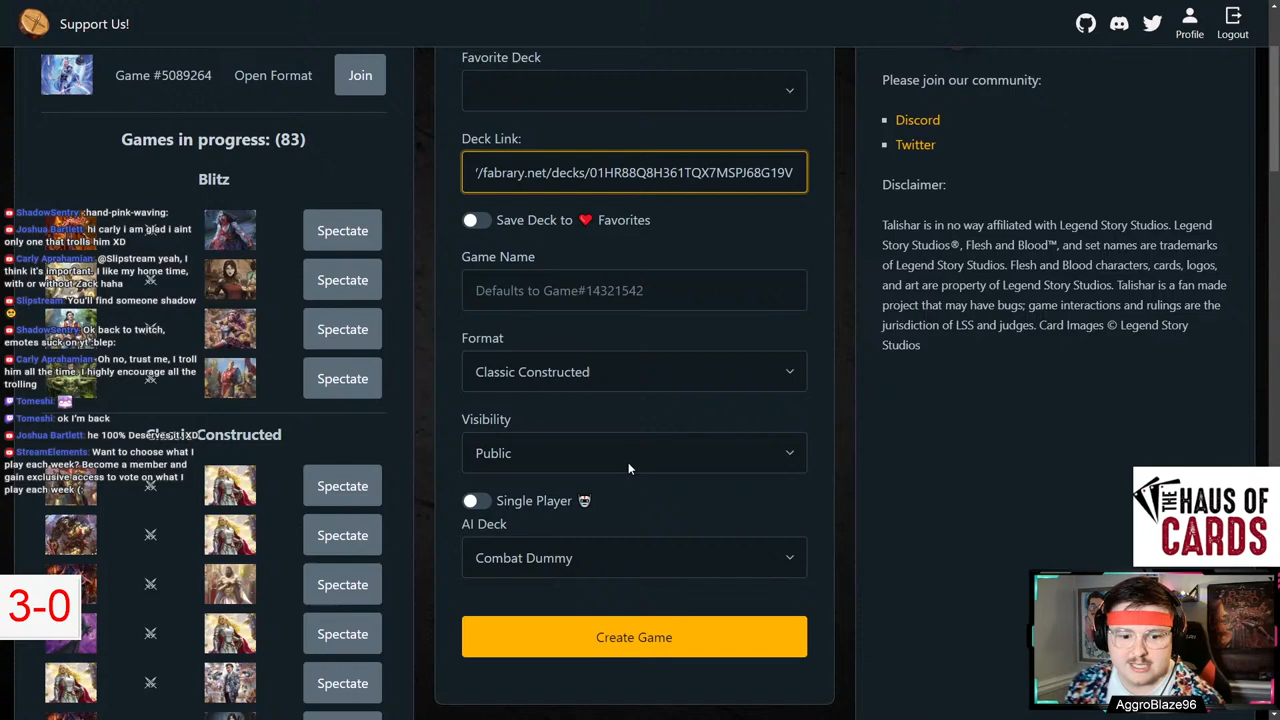 Support Us!
Profile
Logout
Game #5089264
Open Format
Join
Games in progress: (83)
Blitz
Spectate
Spectate
Spectate
Spectate
Constructed
Spectate
Spectate
Spectate
Spectate
Spectate
ShadowSentry: :hand-pink-waving:
Joshua Bartlett: hi carly i am glad i aint
only one that trolls him XD
Carly Aprahamian: @Slipstream yeah, I
think it's important. I like my home time,
with or without Zack haha
Slipstream: You'll find someone shadow
ShadowSentry: Ok back to twitch,
emotes suck on yt :blep:
Carly Aprahamian: Oh no, trust me, I troll
him all the time. I highly encourage all the
trolling
Tomeshi:
Tomeshi: ok I'm back
Joshua Bartlett: he 100%
StreamElements: Want to choose what I
play each week? Become a member and
gain exclusive access to vote on what I
play each week (:
3-0
Favorite Deck
Deck Link:
/fabrary.net/decks/01HR88Q8H361TQX7MSPJ68G19V
Save Deck to ❤️ Favorites
Game Name
Defaults to Game#14321542
Format
Classic Constructed
Visibility
Public
Single Player
AI Deck
Combat Dummy
Create Game
Please join our community:
Discord
Twitter
Disclaimer:
Talishar is in no way affiliated with Legend Story
Studios. Legend Story Studios®, Flesh and Blood™, and set names are trademarks
of Legend Story Studios. Flesh and Blood characters, cards, logos,
and art are property of Legend Story Studios. Talishar is a fan made
project that may have bugs; game interactions and rulings are the
jurisdiction of LSS and judges. Card Images © Legend Story
Studios
THE HAUS OF
CARDS
AggroBlaze96